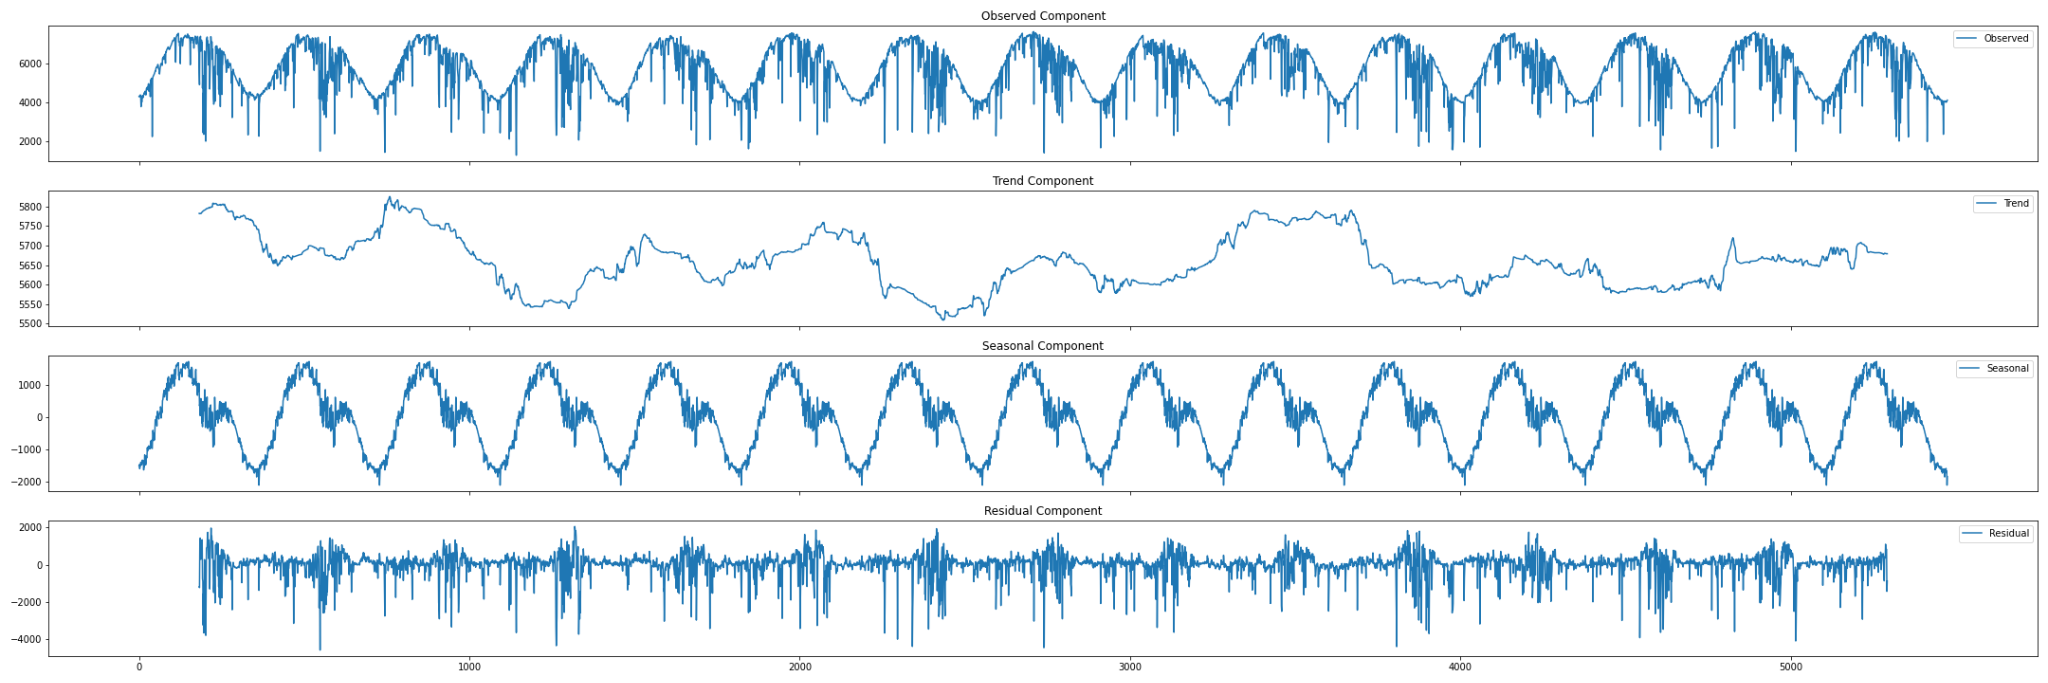 Observed Component
Observed
6000
4000
2000
Trend Component
Trend
5800
5750
5700
5650
5600
5550
5500
Seasonal Component
Seasonal
1000
0
−1000
−2000
Residual Component
Residual
2000
0
−2000
−4000
0 1000 2000 3000 4000 5000